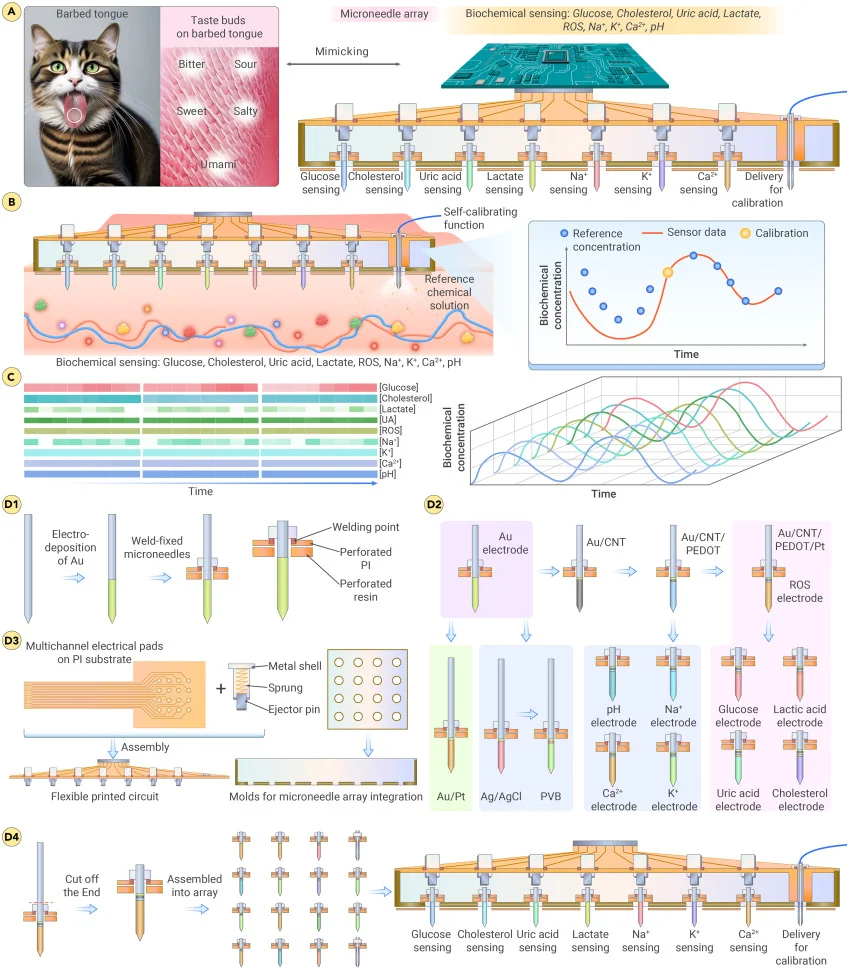 A
Barbed tongue
Taste buds
on barbed tongue
Bitter
Sour
Sweet
Salty
Umami
Mimicking
Microneedle array
Biochemical sensing: Glucose, Cholesterol, Uric acid, Lactate,
ROS, Na⁺, K⁺, Ca²⁺, pH
Glucose
sensing
Cholesterol
sensing
Uric acid
sensing
Lactate
sensing
Na⁺
sensing
K⁺
sensing
Ca²⁺
sensing
Delivery
for
calibration
B
Self-calibrating
function
Reference
chemical
solution
Biochemical sensing: Glucose, Cholesterol, Uric acid, Lactate, ROS, Na⁺, K⁺, Ca²⁺, pH
Reference
concentration
Sensor data
Calibration
Biochemical
concentration
Time
C
[Glucose]
[Cholesterol]
[Lactate]
[UA]
[ROS]
[Na⁺]
[K⁺]
[Ca²⁺]
[pH]
Time
Biochemical
concentration
Time
D1
Electro-
deposition
of Au
Weld-fixed
microneedles
Welding point
Perforated
PI
Perforated
resin
D2
Au
electrode
Au/CNT
Au/CNT/
PEDOT
Au/CNT/
PEDOT/Pt
ROS
electrode
Au/Pt
Ag/AgCl
PVB
pH
electrode
Na⁺
electrode
Ca²⁺
electrode
K⁺
electrode
Glucose
electrode
Lactic acid
electrode
Uric acid
electrode
Cholesterol
electrode
D3
Multichannel electrical pads
on PI substrate
+
Metal shell
Sprung
Ejector pin
Assembly
Flexible printed circuit
Molds for microneedle array integration
D4
Cut off
the End
Assembled
into array
Glucose
sensing
Cholesterol
sensing
Uric acid
sensing
Lactate
sensing
Na⁺
sensing
K⁺
sensing
Ca²⁺
sensing
Delivery
for
calibration